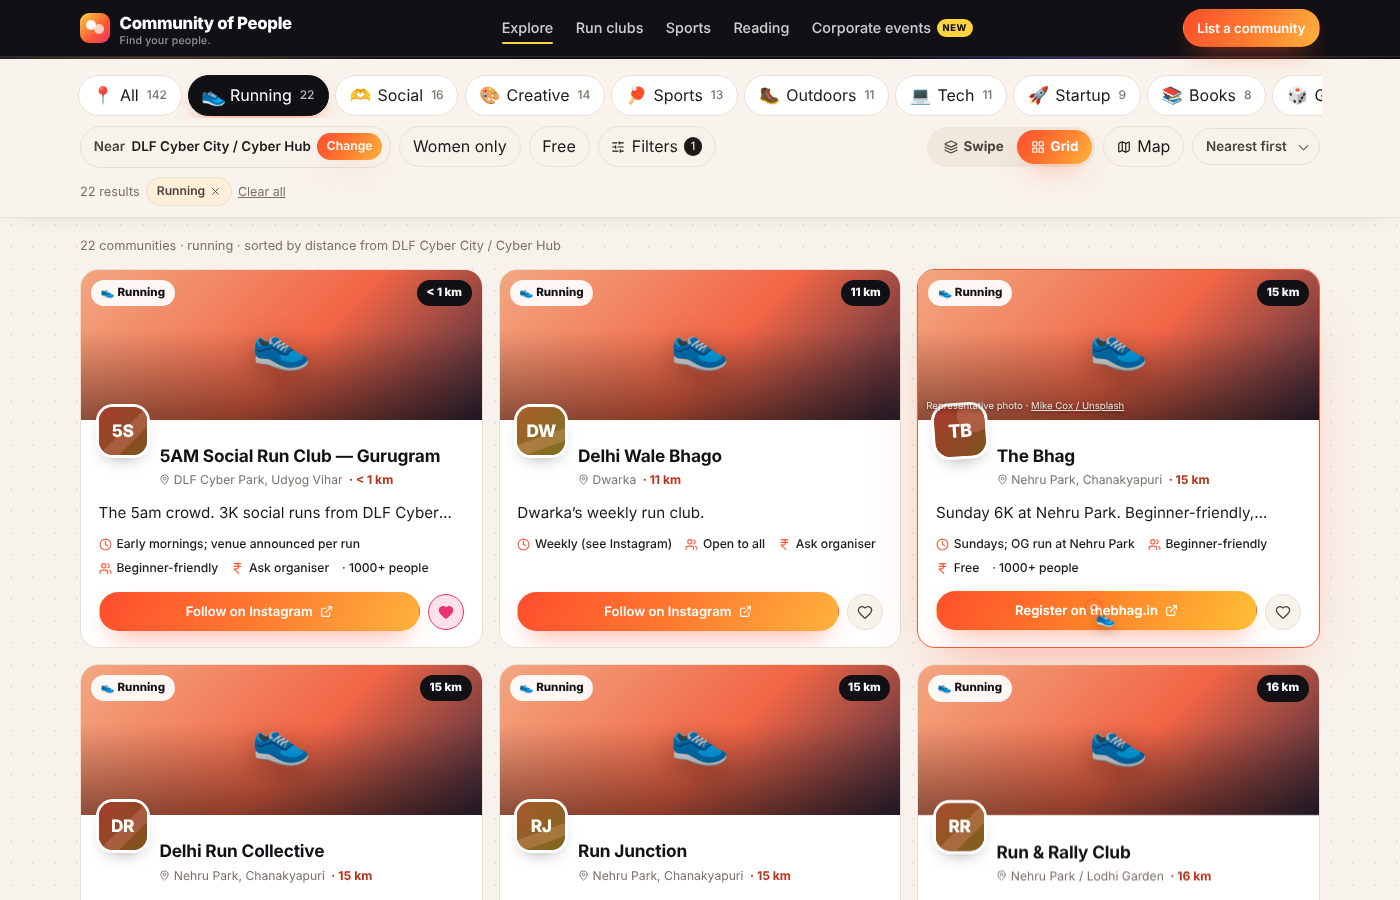 Community of People
Find your people.
Explore Run clubs Sports Reading Corporate events NEW
List a community
All 142 Running 22 Social 16 Creative 14 Sports 13 Outdoors 11 Tech 11 Startup 9 Books 8
Near DLF Cyber City / Cyber Hub Change Women only Free Filters 1 Swipe Grid Map Nearest first
22 results Running × Clear all
22 communities · running · sorted by distance from DLF Cyber City / Cyber Hub
Running < 1 km
5S
5AM Social Run Club — Gurugram
DLF Cyber Park, Udyog Vihar · < 1 km
The 5am crowd. 3K social runs from DLF Cyber…
Early mornings; venue announced per run
Beginner-friendly ₹ Ask organiser · 1000+ people
Follow on Instagram
Running 11 km
DW
Delhi Wale Bhago
Dwarka · 11 km
Dwarka’s weekly run club.
Weekly (see Instagram) Open to all ₹ Ask organiser
Follow on Instagram
Running 15 km
Representative photo · Mike Cox / Unsplash
TB
The Bhag
Nehru Park, Chanakyapuri · 15 km
Sunday 6K at Nehru Park. Beginner-friendly,…
Sundays; OG run at Nehru Park Beginner-friendly
₹ Free · 1000+ people
Register on thebhag.in
Running 15 km
DR
Delhi Run Collective
Nehru Park, Chanakyapuri · 15 km
Running 15 km
RJ
Run Junction
Nehru Park, Chanakyapuri · 15 km
Running 16 km
RR
Run & Rally Club
Nehru Park / Lodhi Garden · 16 km